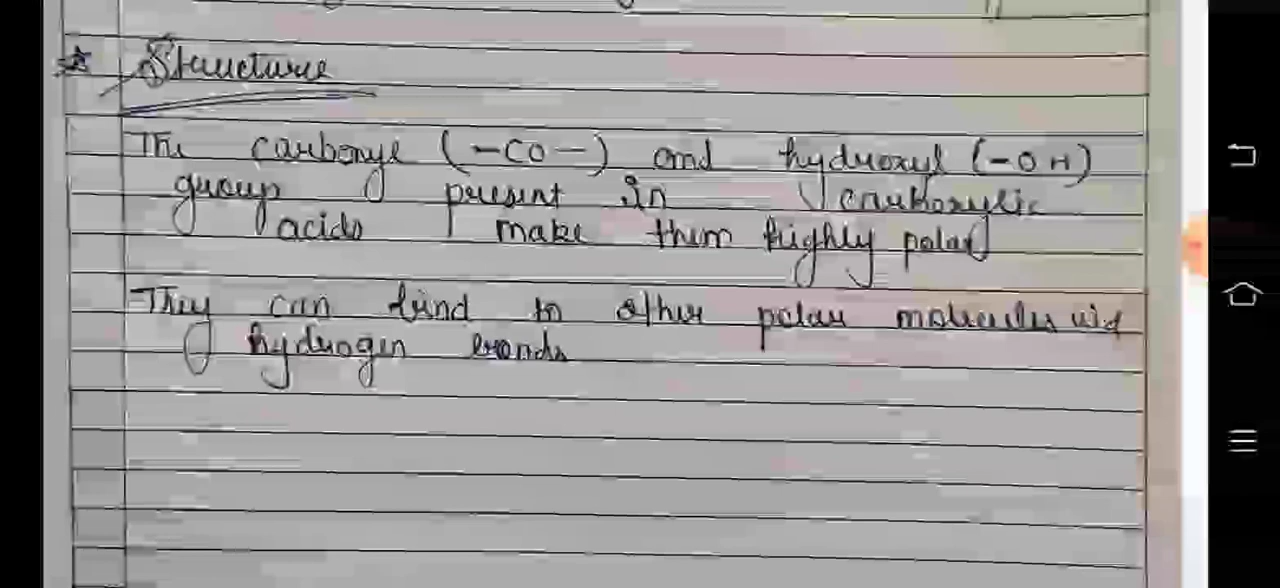 Structure
The carbonyl (-CO-) and hydroxyl (-OH)
group present in carboxylic
acids make them highly polar
They can bind to other polar molecules via
hydrogen bonds